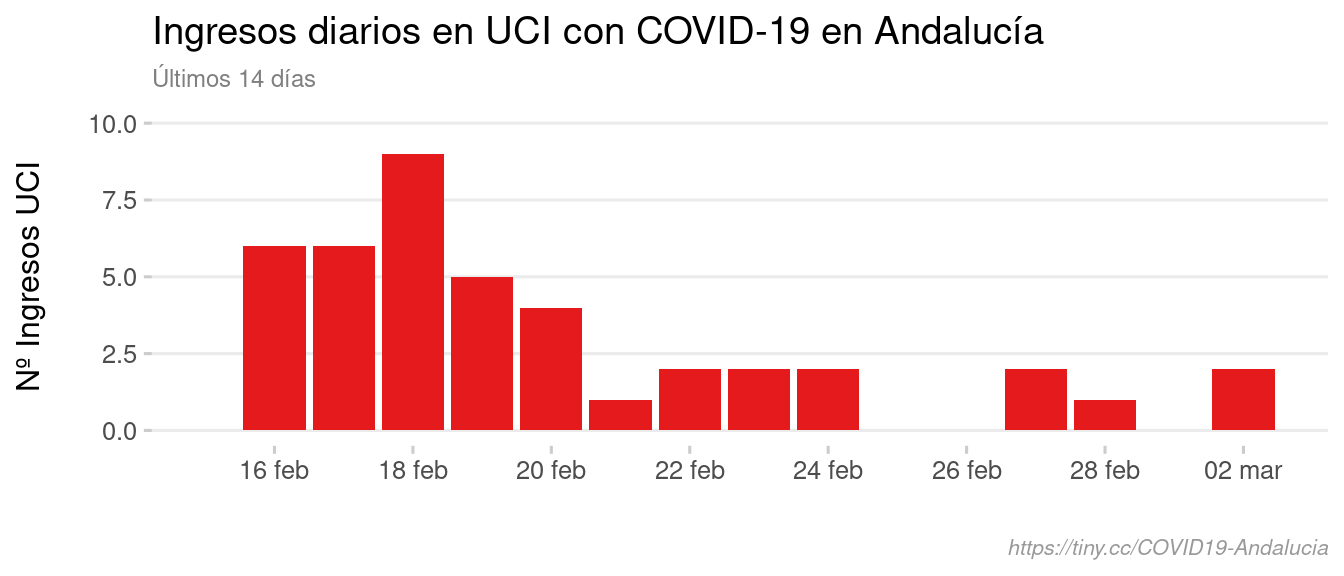 Ingresos diarios en UCI con COVID-19 en Andalucía
Últimos 14 días
Nº Ingresos UCI
10.0
7.5
5.0
2.5
0.0
16 feb
18 feb
20 feb
22 feb
24 feb
26 feb
28 feb
02 mar
https://tiny.cc/COVID19-Andalucia